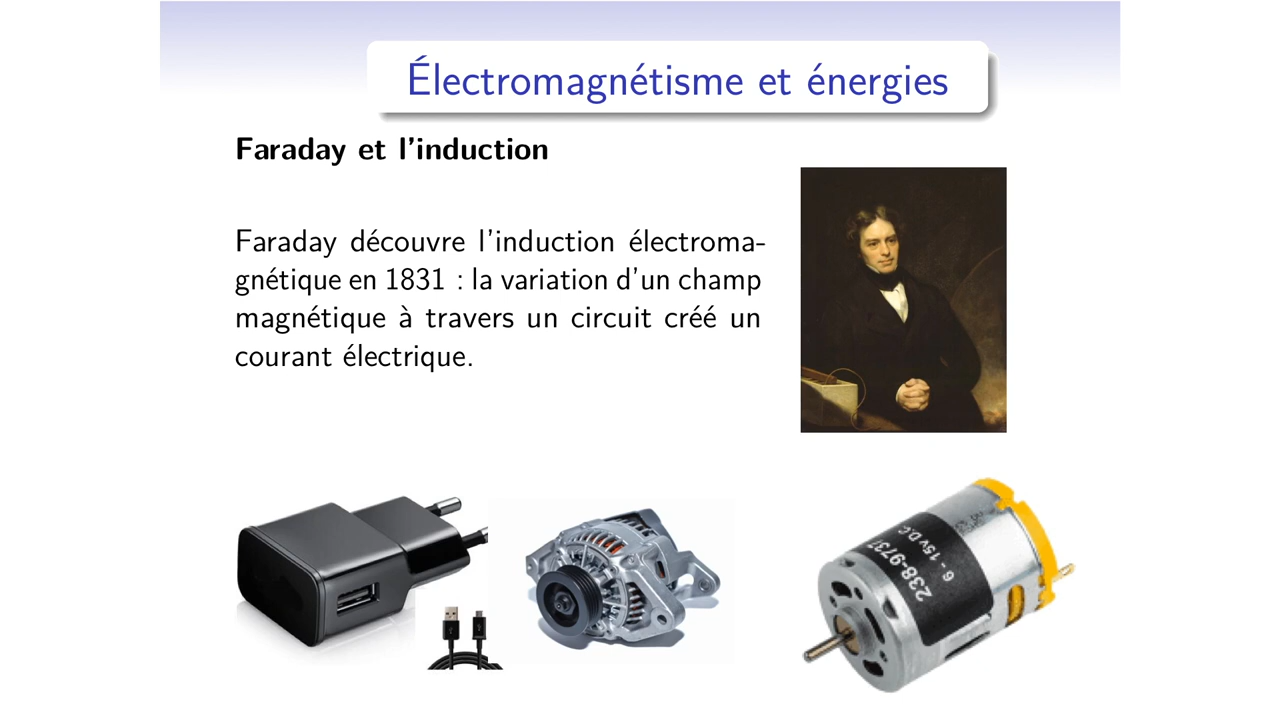 Électromagnétisme et énergies
Faraday et l'induction
Faraday découvre l'induction électroma-
gnétique en 1831 : la variation d'un champ
magnétique à travers un circuit créé un
courant électrique.
238-9737
6 - 15v D.C